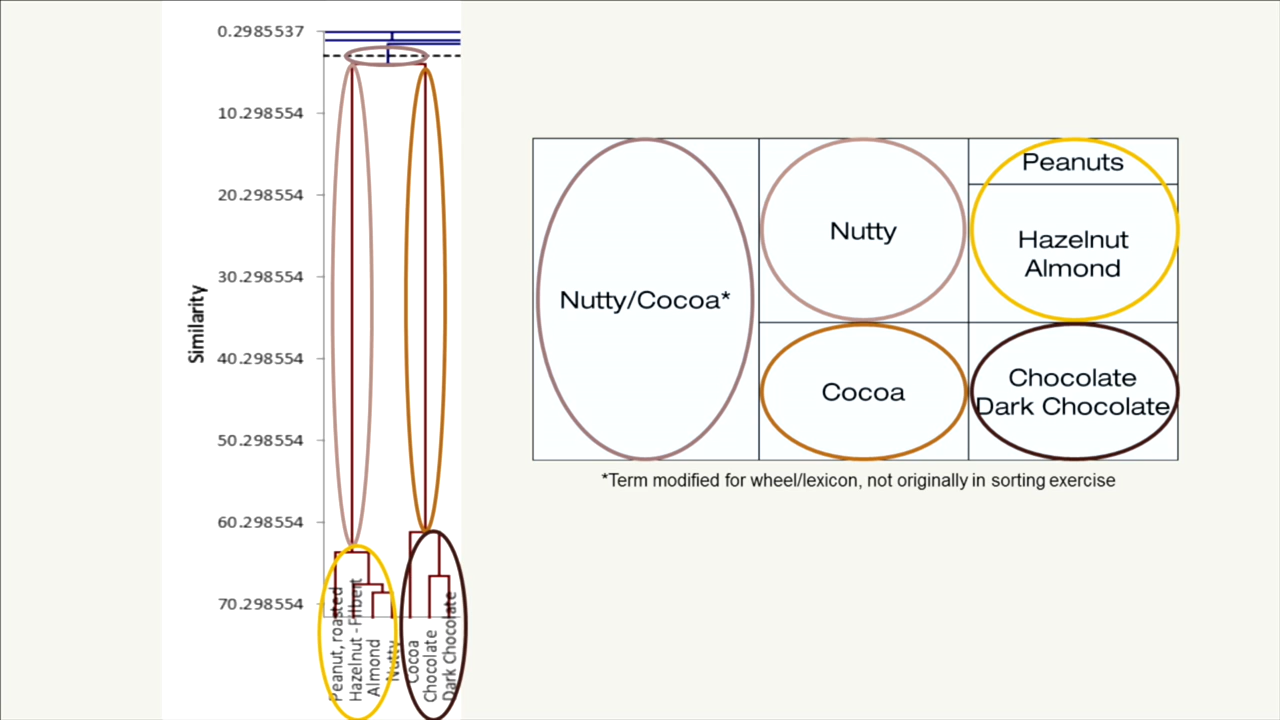 0.2985537
10.298554
20.298554
30.298554
40.298554
50.298554
60.298554
70.298554
Similarity
Peanut, roasted
Hazelnut - Filbert
Almond
Nutty
Cocoa
Chocolate
Dark Chocolate
Nutty/Cocoa*
Nutty
Cocoa
Peanuts
Hazelnut
Almond
Chocolate
Dark Chocolate
*Term modified for wheel/lexicon, not originally in sorting exercise